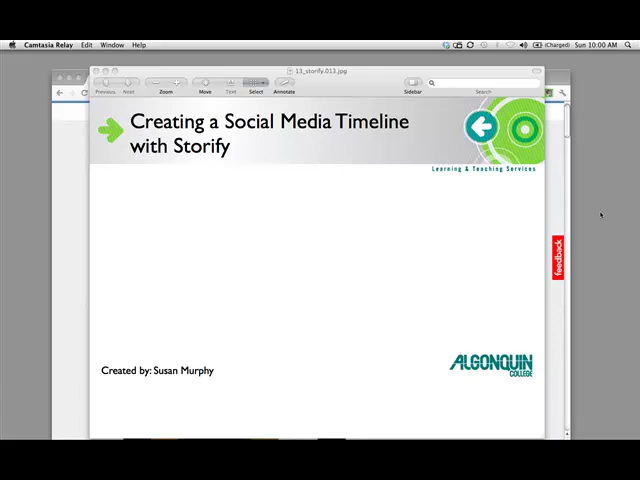 Camtasia Relay Edit Window Help (Charged) Sun 10:00 AM
13_storify.013.jpg
Previous Next Zoom Move Text Select Annotate Sidebar Search
Creating a Social Media Timeline
with Storify
Learning & Teaching Services
feedback
Created by: Susan Murphy
ALGONQUIN
COLLEGE